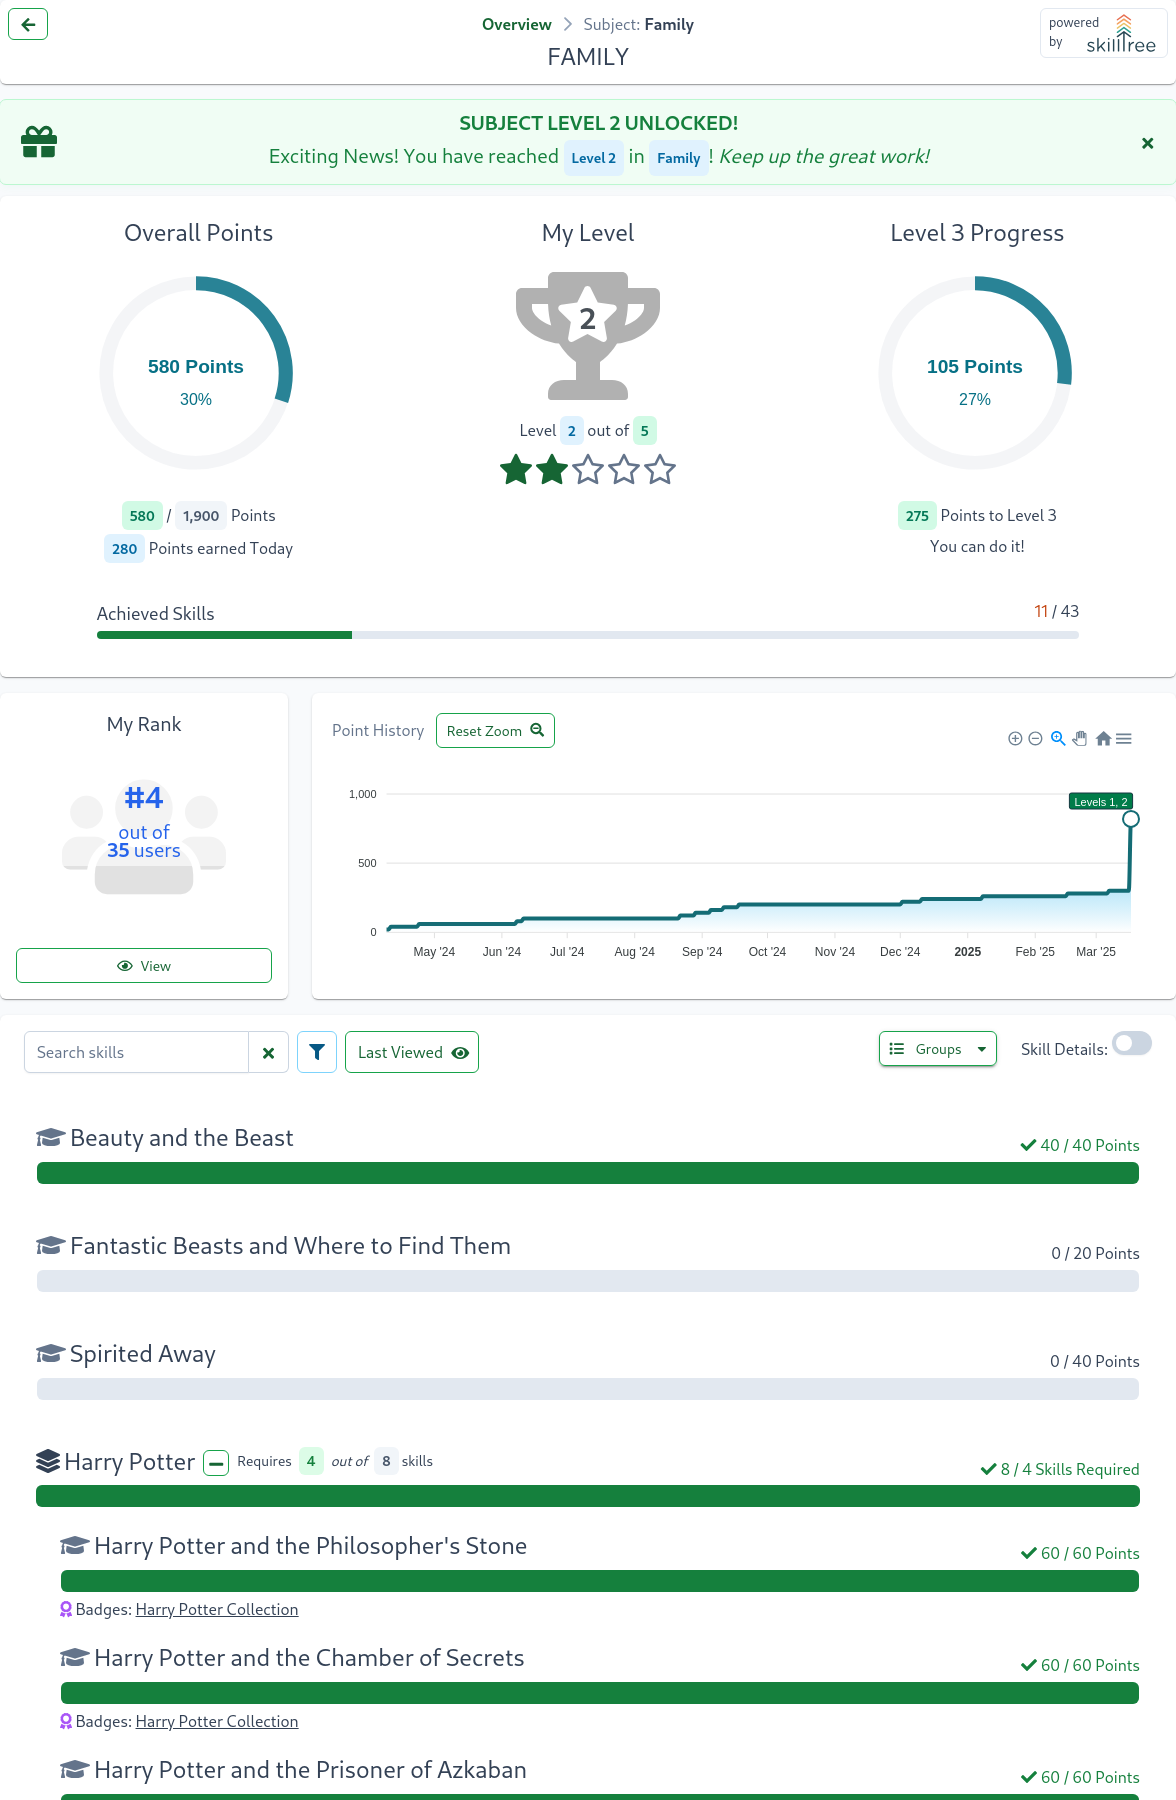 Overview > Subject: Family
FAMILY
powered
by
skilltree
SUBJECT LEVEL 2 UNLOCKED!
Exciting News! You have reached Level 2 in Family ! Keep up the great work!
Overall Points
580 Points
30%
580 / 1,900 Points
280 Points earned Today
My Level
2
Level 2 out of 5
Level 3 Progress
105 Points
27%
275 Points to Level 3
You can do it!
Achieved Skills
11 / 43
My Rank
#4
out of
35 users
View
Point History
Reset Zoom
1,000
500
0
Levels 1, 2
May '24 Jun '24 Jul '24 Aug '24 Sep '24 Oct '24 Nov '24 Dec '24 2025 Feb '25 Mar '25
Search skills
Last Viewed
Groups
Skill Details:
Beauty and the Beast
40 / 40 Points
Fantastic Beasts and Where to Find Them
0 / 20 Points
Spirited Away
0 / 40 Points
Harry Potter Requires 4 out of 8 skills
8 / 4 Skills Required
Harry Potter and the Philosopher's Stone
60 / 60 Points
Badges: Harry Potter Collection
Harry Potter and the Chamber of Secrets
60 / 60 Points
Badges: Harry Potter Collection
Harry Potter and the Prisoner of Azkaban
60 / 60 Points